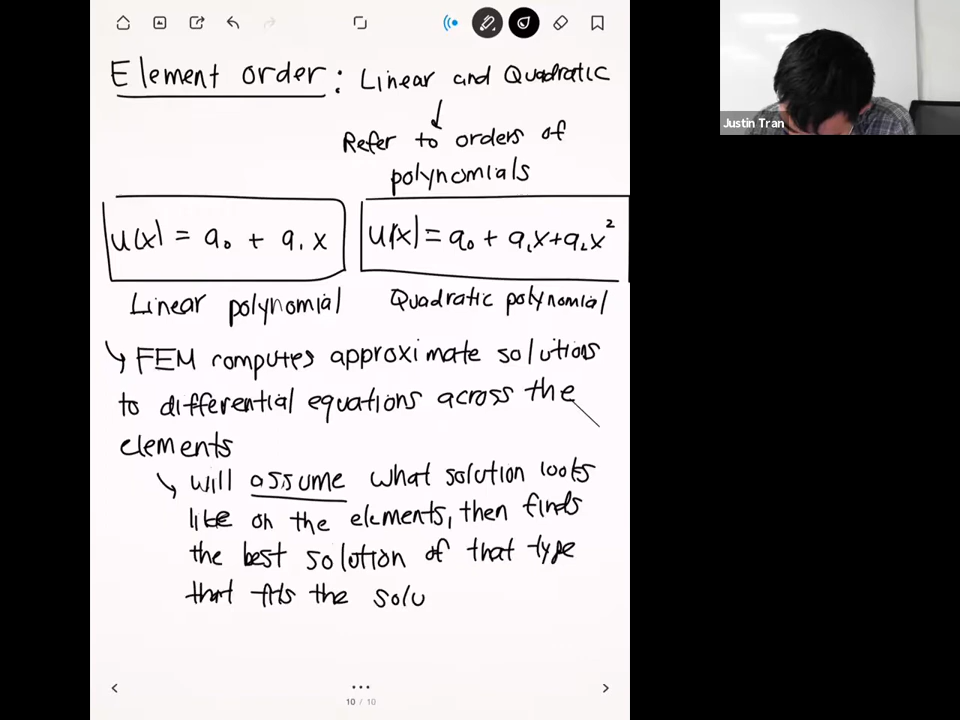 Element order: Linear and Quadratic
Refer to orders of
polynomials
u(x) = a₀ + a₁x
u(x) = a₀ + a₁x + a₂x²
Linear polynomial
Quadratic polynomial
↳ FEM computes approximate solutions
to differential equations across the
elements
↳ will assume what solution looks
like on the elements, then finds
the best solution of that type
that fits the solu
10 / 10
Justin Tran